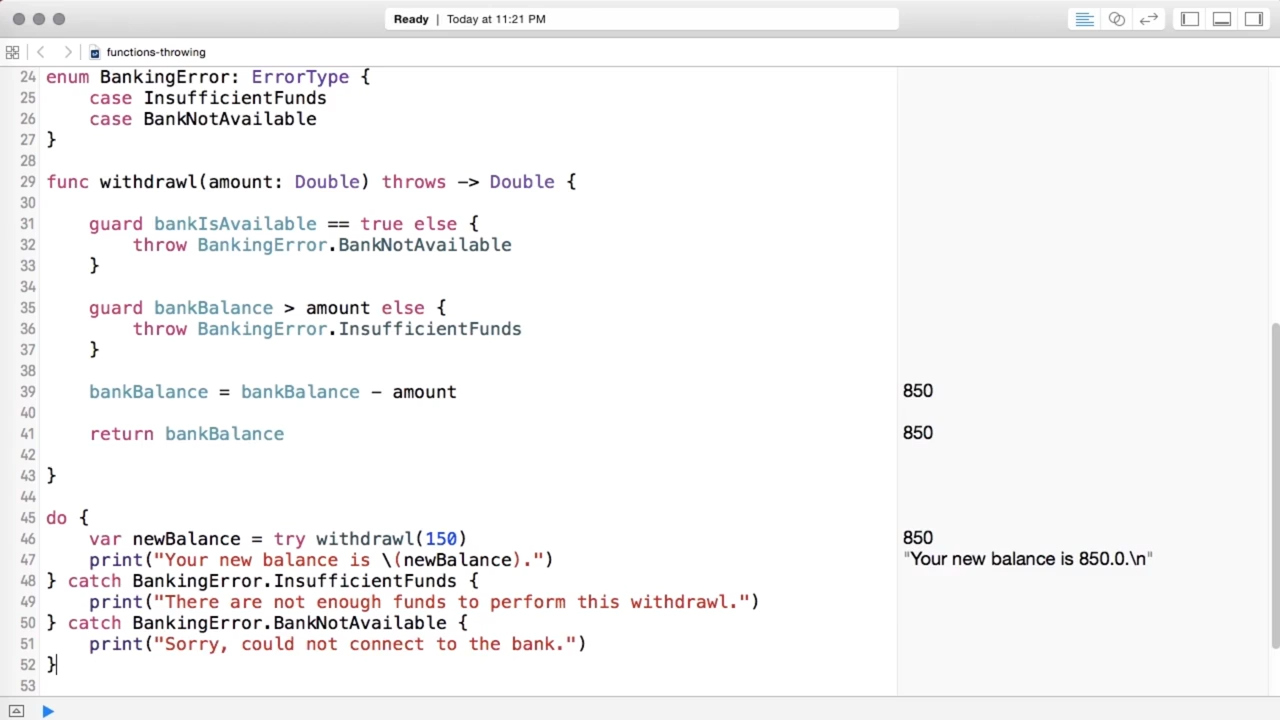 Ready | Today at 11:21 PM
functions-throwing
24 enum BankingError: ErrorType {
25     case InsufficientFunds
26     case BankNotAvailable
27 }
28
29 func withdrawl(amount: Double) throws -> Double {
30
31     guard bankIsAvailable == true else {
32         throw BankingError.BankNotAvailable
33     }
34
35     guard bankBalance > amount else {
36         throw BankingError.InsufficientFunds
37     }
38
39     bankBalance = bankBalance - amount 850
40
41     return bankBalance 850
42
43 }
44
45 do {
46     var newBalance = try withdrawl(150) 850
47     print("Your new balance is \(newBalance).") "Your new balance is 850.0.\n"
48 } catch BankingError.InsufficientFunds {
49     print("There are not enough funds to perform this withdrawl.")
50 } catch BankingError.BankNotAvailable {
51     print("Sorry, could not connect to the bank.")
52 }
53